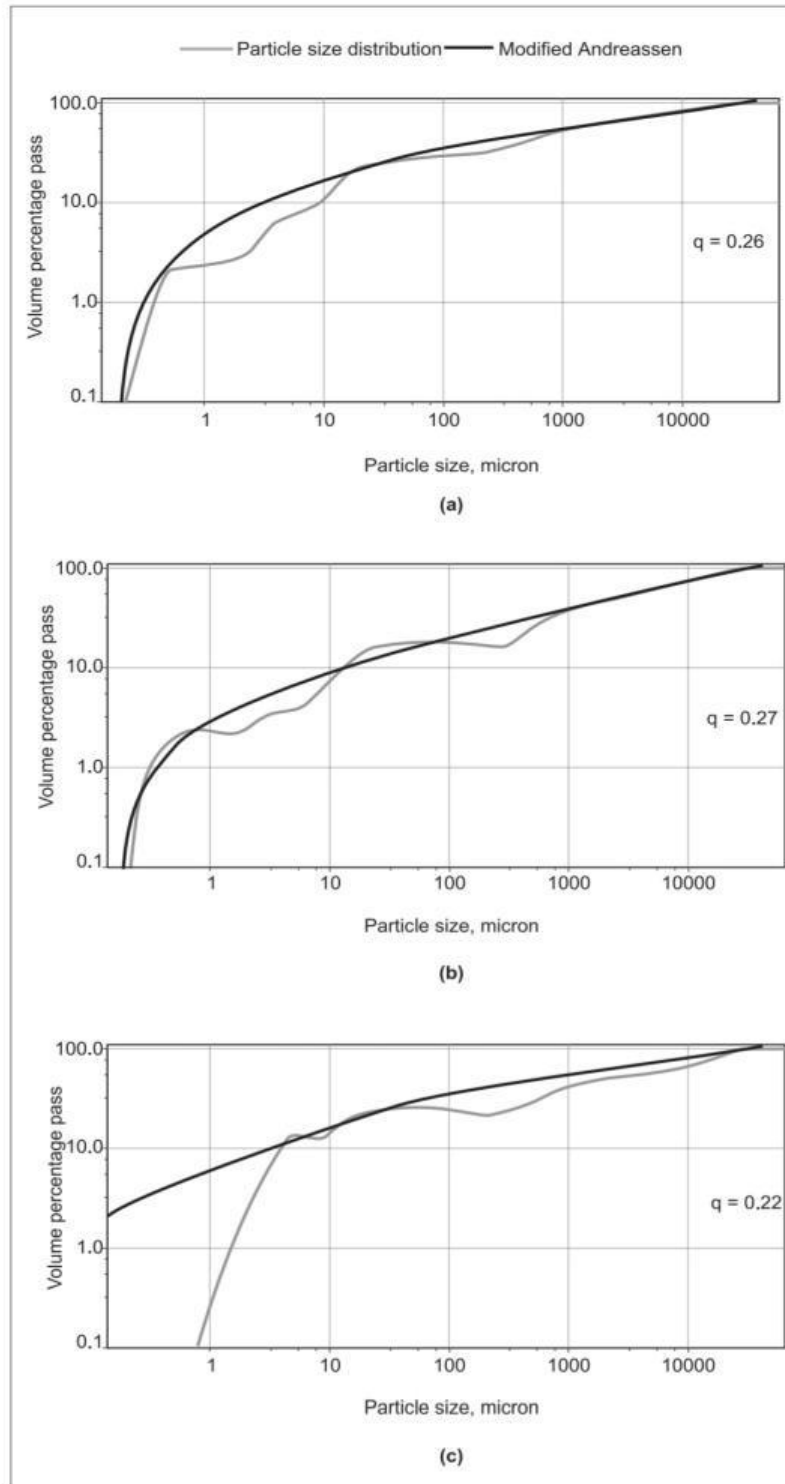 Particle size distribution Modified Andreassen
100.0
10.0
1.0
0.1
Volume percentage pass
q = 0.26
1 10 100 1000 10000
Particle size, micron
(a)
100.0
10.0
1.0
0.1
Volume percentage pass
q = 0.27
1 10 100 1000 10000
Particle size, micron
(b)
100.0
10.0
1.0
0.1
Volume percentage pass
q = 0.22
1 10 100 1000 10000
Particle size, micron
(c)